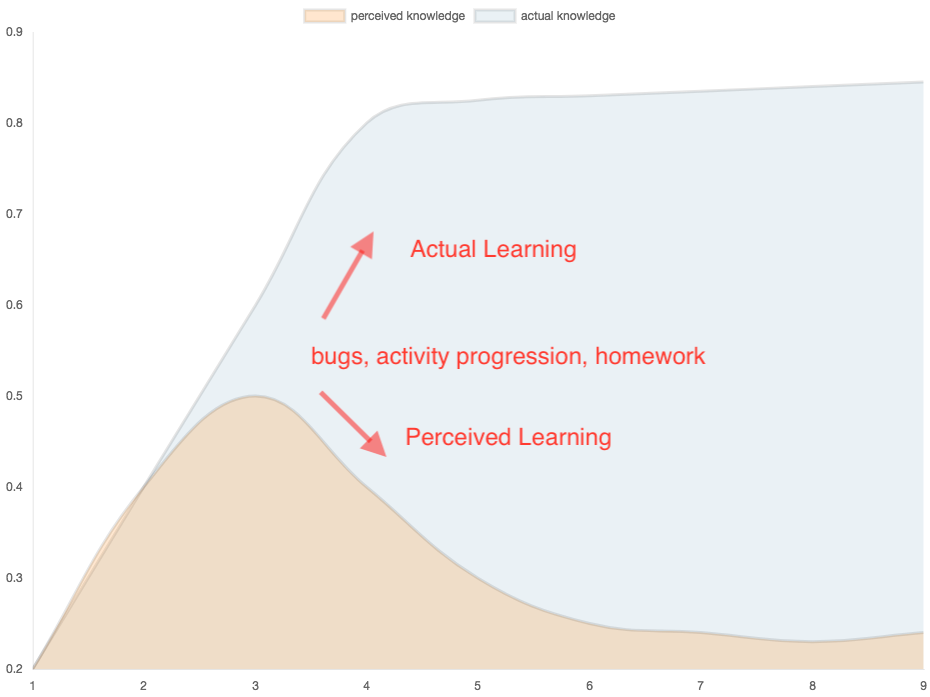 perceived knowledge actual knowledge
0.9
0.8
0.7
0.6
0.5
0.4
0.3
0.2
Actual Learning
bugs, activity progression, homework
Perceived Learning
1 2 3 4 5 6 7 8 9